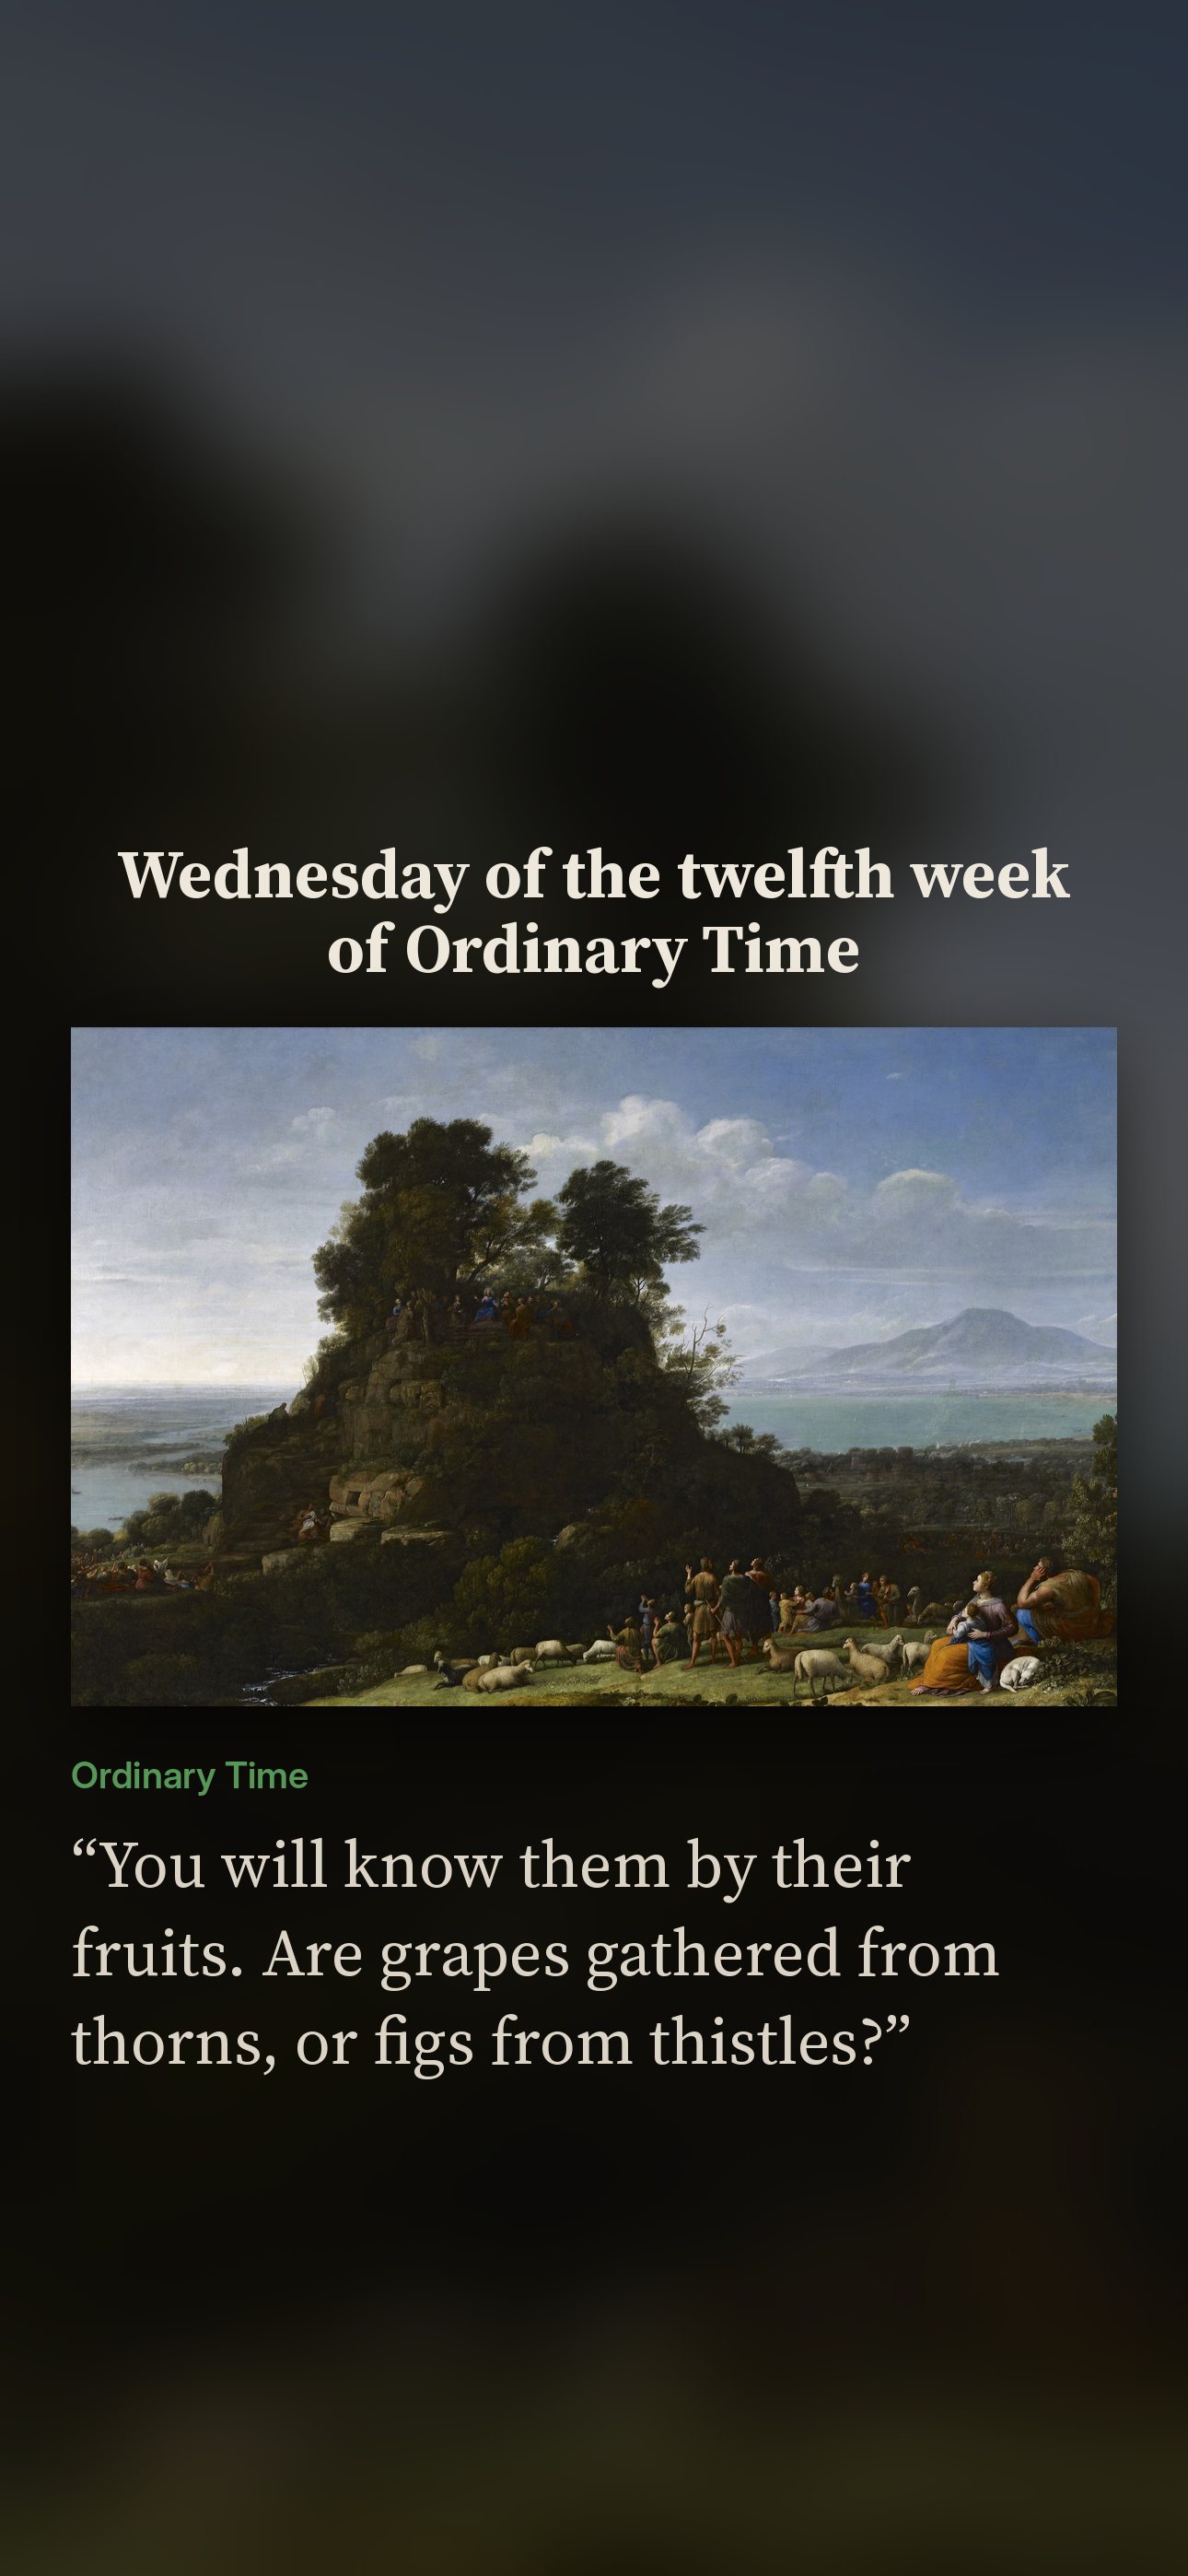 Wednesday of the twelfth week
of Ordinary Time
Ordinary Time
“You will know them by their
fruits. Are grapes gathered from
thorns, or figs from thistles?”